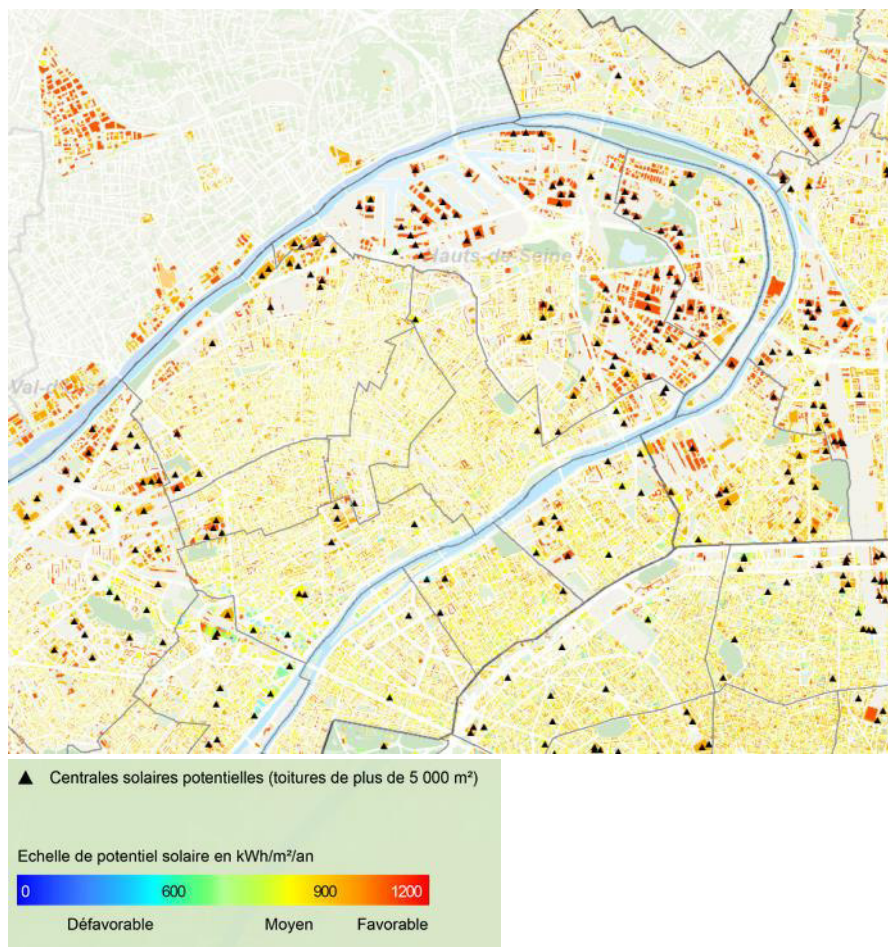 Hauts-de-Seine
▲ Centrales solaires potentielles (toitures de plus de 5 000 m²)
Echelle de potentiel solaire en kWh/m²/an
0 600 900 1200
Défavorable Moyen Favorable